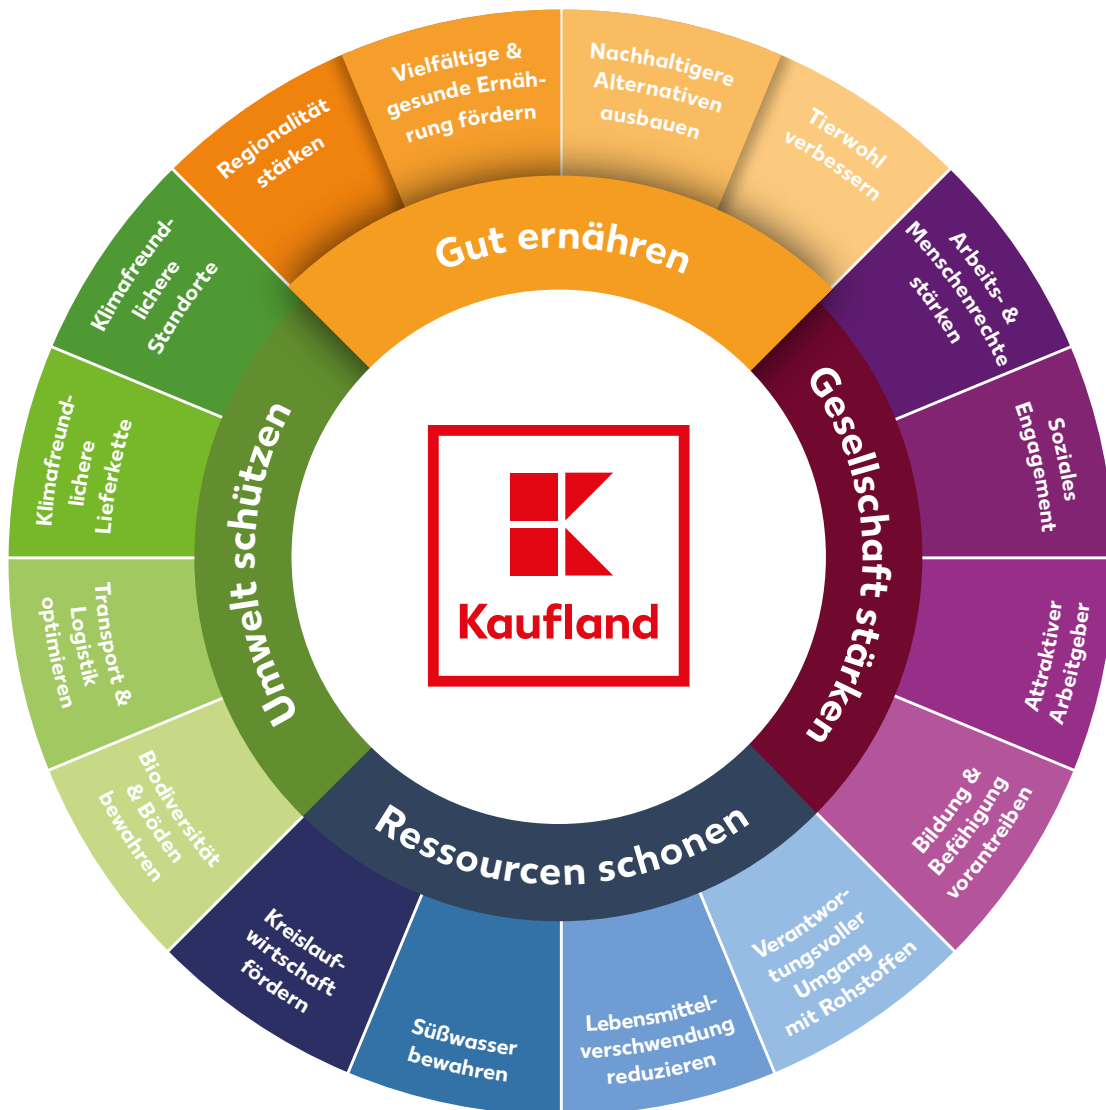 Gut ernähren
Regionalität
stärken
Vielfältige &
gesunde Ernäh-
rung fördern
Nachhaltigere
Alternativen
ausbauen
Tierwohl
verbessern
Gesellschaft stärken
Arbeits- &
Menschenrechte
stärken
Soziales
Engagement
Attraktiver
Arbeitgeber
Bildung &
Befähigung
vorantreiben
Ressourcen schonen
Verantwor-
tungsvoller
Umgang
mit Rohstoffen
Lebensmittel-
verschwendung
reduzieren
Süßwasser
bewahren
Kreislauf-
wirtschaft
fördern
Umwelt schützen
Biodiversität
& Böden
bewahren
Transport &
Logistik
optimieren
Klimafreund-
lichere
Lieferkette
Klimafreund-
lichere
Standorte
Kaufland